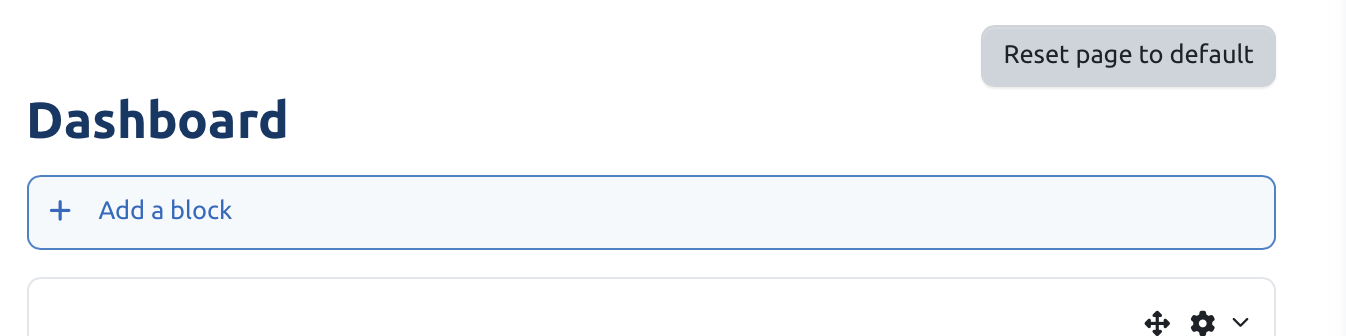 Reset page to default
Dashboard
Add a block